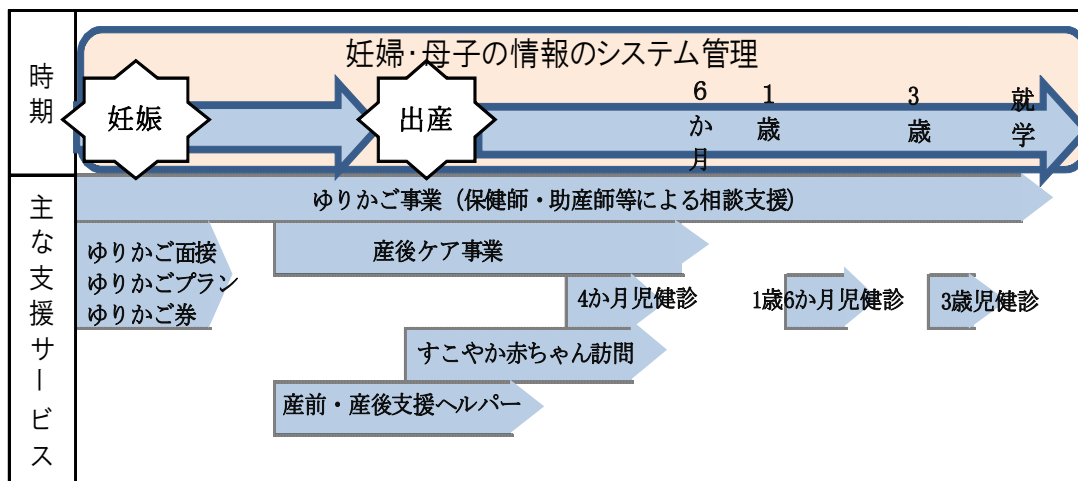 時期
妊婦・母子の情報のシステム管理
妊娠
出産
6か月
1歳
3歳
就学
主な支援サービス
ゆりかご事業(保健師・助産師等による相談支援)
ゆりかご面接
ゆりかごプラン
ゆりかご券
産後ケア事業
4か月児健診
1歳6か月児健診
3歳児健診
すこやか赤ちゃん訪問
産前・産後支援ヘルパー